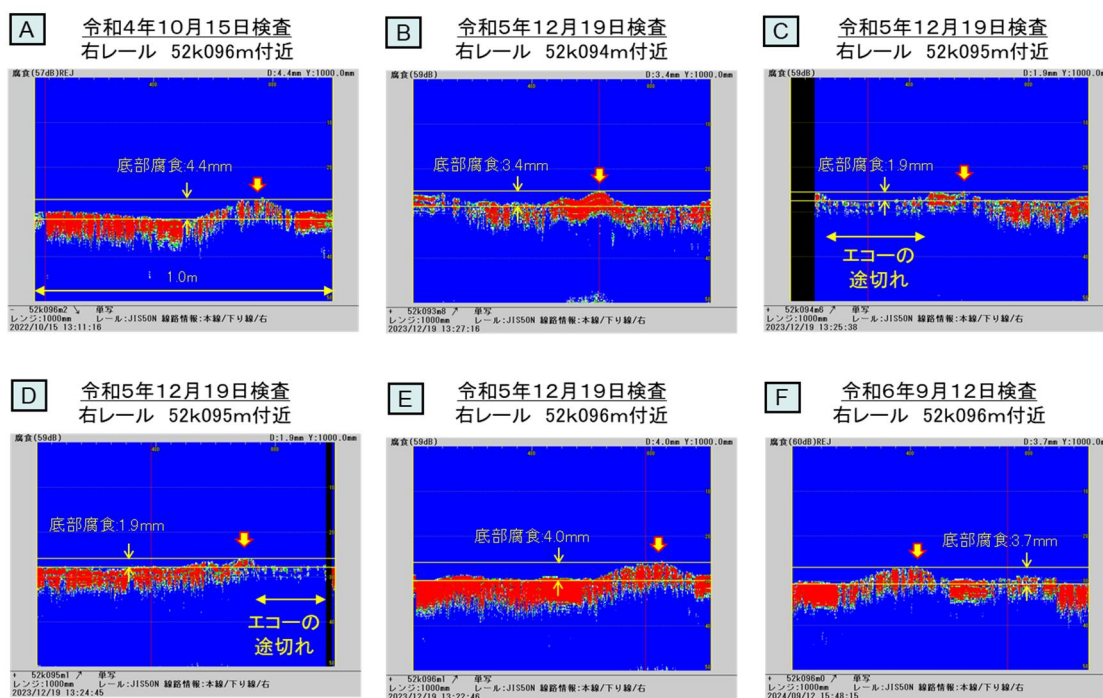 A
令和4年10月15日検査
右レール 52k096m付近
腐食(57dB)REJ D:4.4mm Y:1000.0mm
底部腐食:4.4mm
1.0m
- 52k096m2 ↘ 単写
レンジ:1000mm レール:JIS50N 線路情報:本線/下り線/右
2022/10/15 13:11:16
B
令和5年12月19日検査
右レール 52k094m付近
腐食(59dB) D:3.4mm Y:1000.0mm
底部腐食:3.4mm
+ 52k093m8 ↗ 単写
レンジ:1000mm レール:JIS50N 線路情報:本線/下り線/右
2023/12/19 13:27:16
C
令和5年12月19日検査
右レール 52k095m付近
腐食(59dB) D:1.9mm Y:1000.0mm
底部腐食:1.9mm
エコーの
途切れ
+ 52k094m6 ↗ 単写
レンジ:1000mm レール:JIS50N 線路情報:本線/下り線/右
2023/12/19 13:25:38
D
令和5年12月19日検査
右レール 52k095m付近
腐食(59dB) D:1.9mm Y:1000.0mm
底部腐食:1.9mm
エコーの
途切れ
+ 52k095m1 ↗ 単写
レンジ:1000mm レール:JIS50N 線路情報:本線/下り線/右
2023/12/19 13:24:45
E
令和5年12月19日検査
右レール 52k096m付近
腐食(59dB) D:4.0mm Y:1000.0mm
底部腐食:4.0mm
+ 52k096m1 ↗ 単写
レンジ:1000mm レール:JIS50N 線路情報:本線/下り線/右
2023/12/19 13:22:46
F
令和6年9月12日検査
右レール 52k096m付近
腐食(60dB)REJ D:3.7mm Y:1000.0mm
底部腐食:3.7mm
+ 52k096m0 ↗ 単写
レンジ:1000mm レール:JIS50N 線路情報:本線/下り線/右
2024/09/12 15:48:15